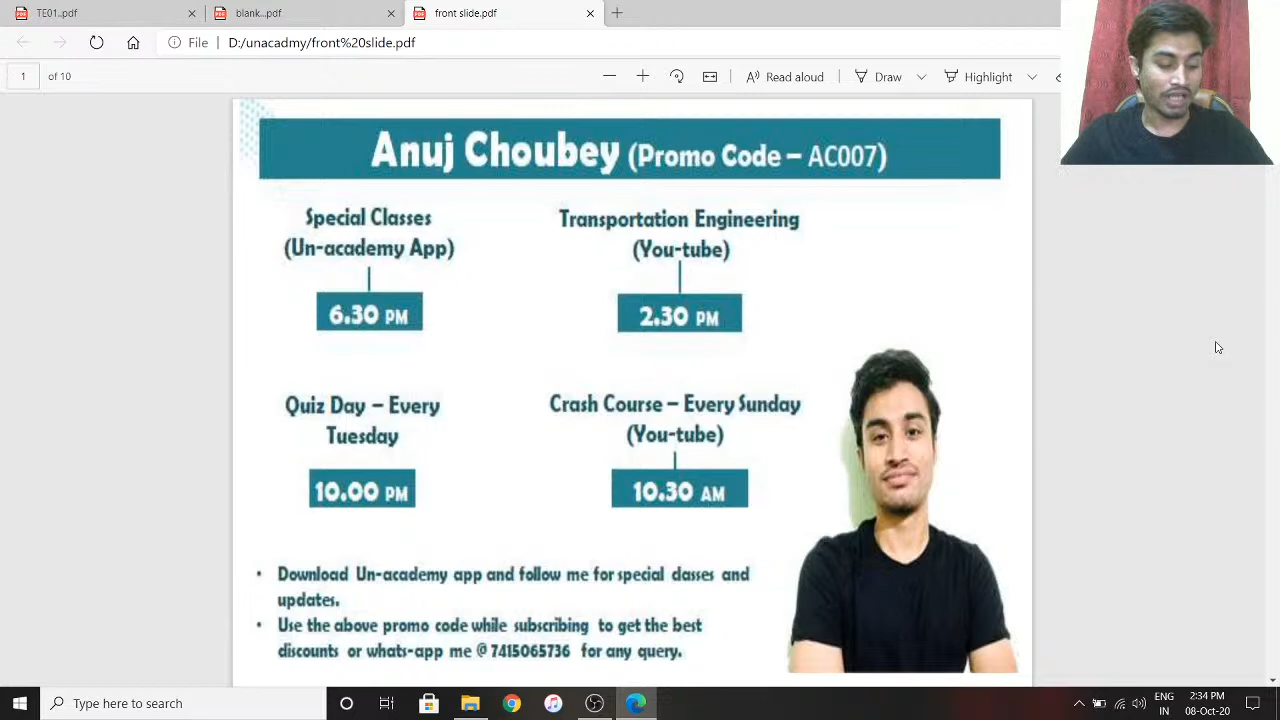 TE01.pdf
blank..pdf
front slide.pdf
File
D:/unacadmy/front%20slide.pdf
1
of 10
Read aloud
Draw
Highlight
Anuj Choubey (Promo Code – AC007)
Special Classes
(Un-academy App)
6.30 PM
Transportation Engineering
(You-tube)
2.30 PM
Quiz Day – Every
Tuesday
10.00 PM
Crash Course – Every Sunday
(You-tube)
10.30 AM
• Download Un-academy app and follow me for special classes and
updates.
• Use the above promo code while subscribing to get the best
discounts or whats-app me @ 7415065736 for any query.
Type here to search
ENG
IN
2:34 PM
08-Oct-20